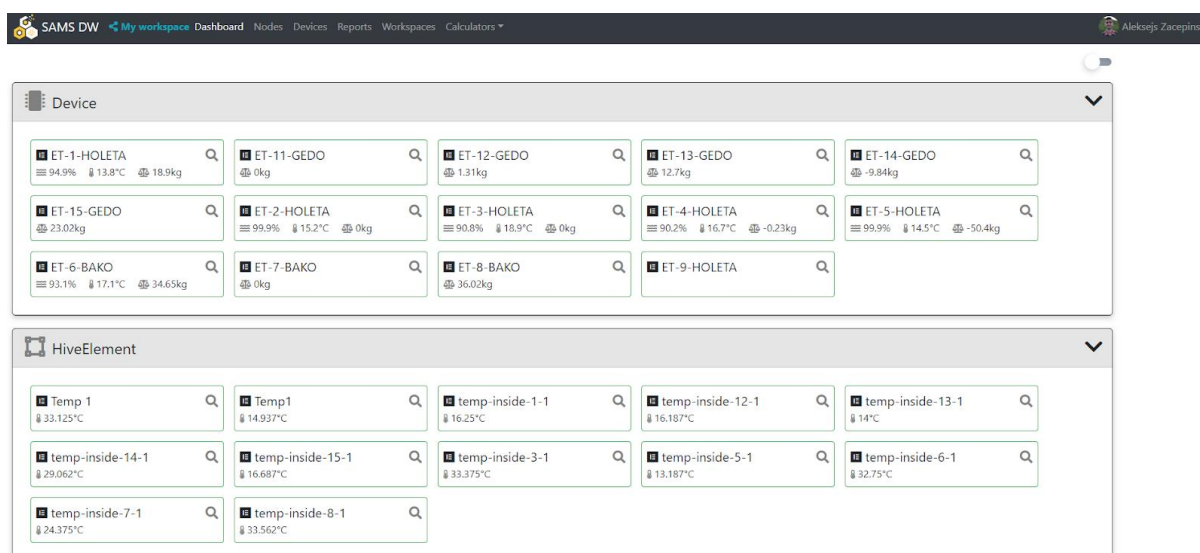 SAMS DW My workspace Dashboard Nodes Devices Reports Workspaces Calculators Aleksejs Zacepins
Device
ET-1-HOLETA ET-11-GEDO ET-12-GEDO ET-13-GEDO ET-14-GEDO
94.9% 13.8°C 18.9kg 0kg 1.31kg 12.7kg -9.84kg
ET-15-GEDO ET-2-HOLETA ET-3-HOLETA ET-4-HOLETA ET-5-HOLETA
23.02kg 99.9% 15.2°C 0kg 90.8% 18.9°C 0kg 90.2% 16.7°C -0.23kg 99.9% 14.5°C -50.4kg
ET-6-BAKO ET-7-BAKO ET-8-BAKO ET-9-HOLETA
93.1% 17.1°C 34.65kg 0kg 36.02kg
HiveElement
Temp 1 Temp1 temp-inside-1-1 temp-inside-12-1 temp-inside-13-1
33.125°C 14.937°C 16.25°C 16.187°C 14°C
temp-inside-14-1 temp-inside-15-1 temp-inside-3-1 temp-inside-5-1 temp-inside-6-1
29.062°C 16.687°C 33.375°C 13.187°C 32.75°C
temp-inside-7-1 temp-inside-8-1
24.375°C 33.562°C